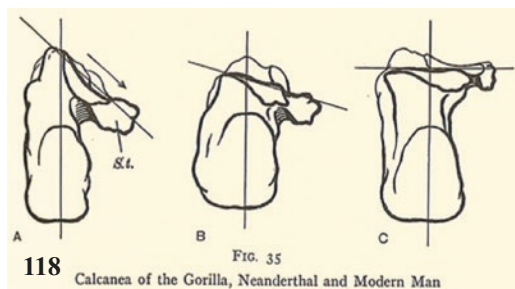 S.t.
A
B
C
118
FIG. 35
Calcanea of the Gorilla, Neanderthal and Modern Man